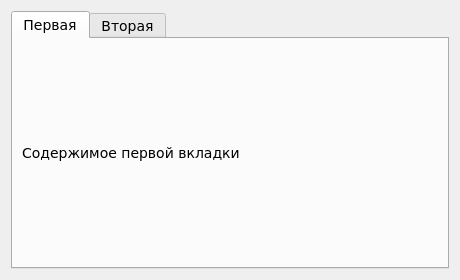 Первая
Вторая
Содержимое первой вкладки